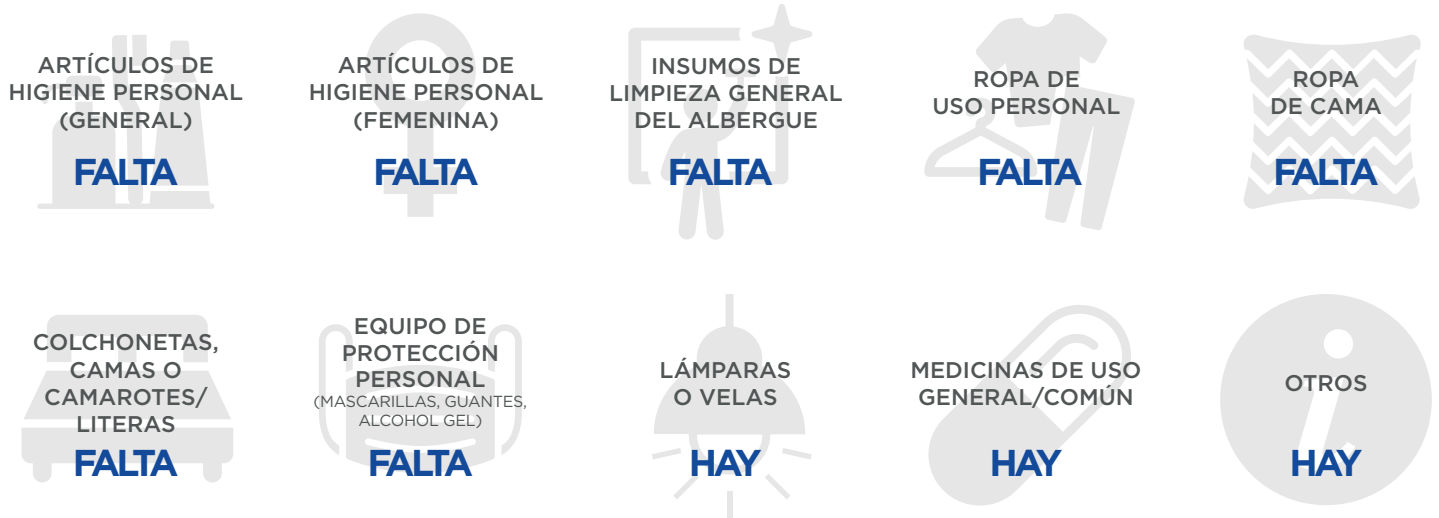 ARTÍCULOS DE
HIGIENE PERSONAL
(GENERAL)
FALTA
ARTÍCULOS DE
HIGIENE PERSONAL
(FEMENINA)
FALTA
INSUMOS DE
LIMPIEZA GENERAL
DEL ALBERGUE
FALTA
ROPA DE
USO PERSONAL
FALTA
ROPA
DE CAMA
FALTA
COLCHONETAS,
CAMAS O
CAMAROTES/
LITERAS
FALTA
EQUIPO DE
PROTECCIÓN
PERSONAL
(MASCARILLAS, GUANTES,
ALCOHOL GEL)
FALTA
LÁMPARAS
O VELAS
HAY
MEDICINAS DE USO
GENERAL/COMÚN
HAY
OTROS
HAY